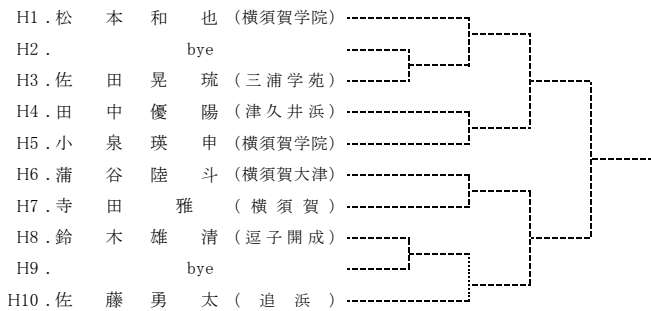 H1．松本和也（横須賀学院）
H2．bye
H3．佐田晃琉（三浦学苑）
H4．田中優陽（津久井浜）
H5．小泉瑛申（横須賀学院）
H6．蒲谷陸斗（横須賀大津）
H7．寺田雅（横須賀）
H8．鈴木雄清（逗子開成）
H9．bye
H10．佐藤勇太（追浜）